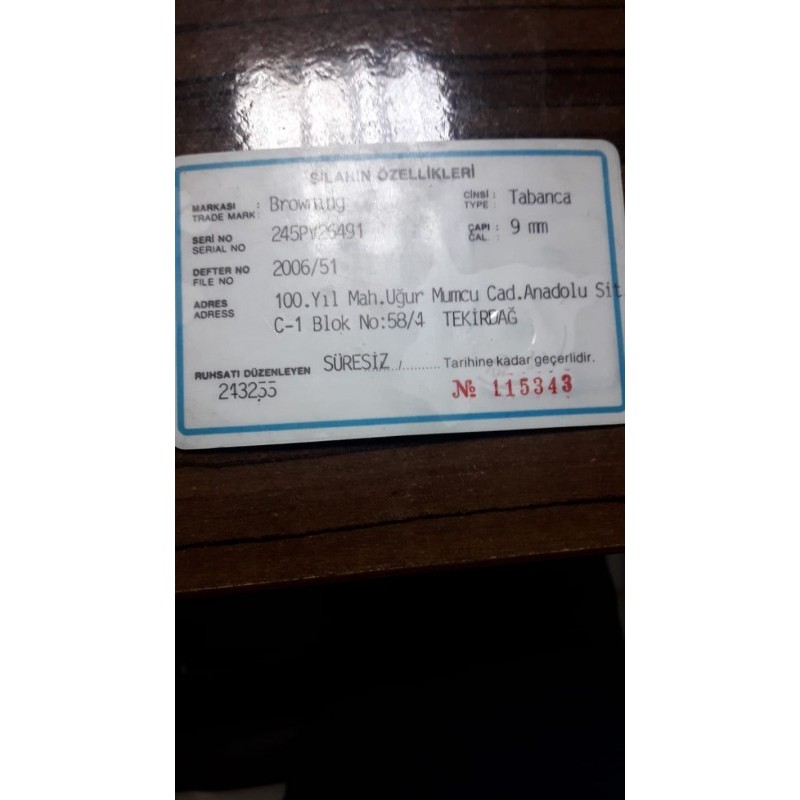 SİLAHIN ÖZELLİKLERİ
MARKASI : Browning CİNSİ : Tabanca
TRADE MARK : TYPE :
SERİ NO 245PY26491 ÇAPI : 9 mm
SERIAL NO CAL. :
DEFTER NO 2006/51
FILE NO
ADRES 100.Yıl Mah.Uğur Mumcu Cad.Anadolu Sit
ADDRESS C-1 Blok No:58/4 TEKİRDAĞ
RUHSATI DÜZENLEYEN SÜRESİZ ../.......... Tarihine kadar geçerlidir.
243255 № 115343